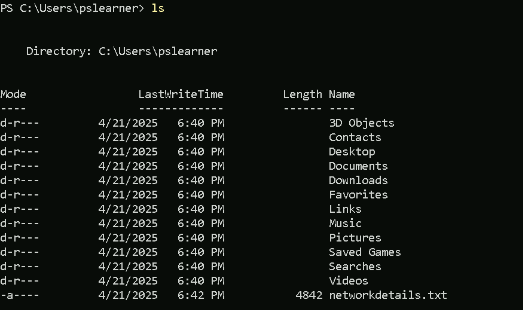 PS C:\Users\pslearner> ls
Directory: C:\Users\pslearner
Mode LastWriteTime Length Name
---- ------------- ------ ----
d-r--- 4/21/2025 6:40 PM 3D Objects
d-r--- 4/21/2025 6:40 PM Contacts
d-r--- 4/21/2025 6:40 PM Desktop
d-r--- 4/21/2025 6:40 PM Documents
d-r--- 4/21/2025 6:40 PM Downloads
d-r--- 4/21/2025 6:40 PM Favorites
d-r--- 4/21/2025 6:40 PM Links
d-r--- 4/21/2025 6:40 PM Music
d-r--- 4/21/2025 6:40 PM Pictures
d-r--- 4/21/2025 6:40 PM Saved Games
d-r--- 4/21/2025 6:40 PM Searches
d-r--- 4/21/2025 6:40 PM Videos
-a---- 4/21/2025 6:42 PM 4842 networkdetails.txt